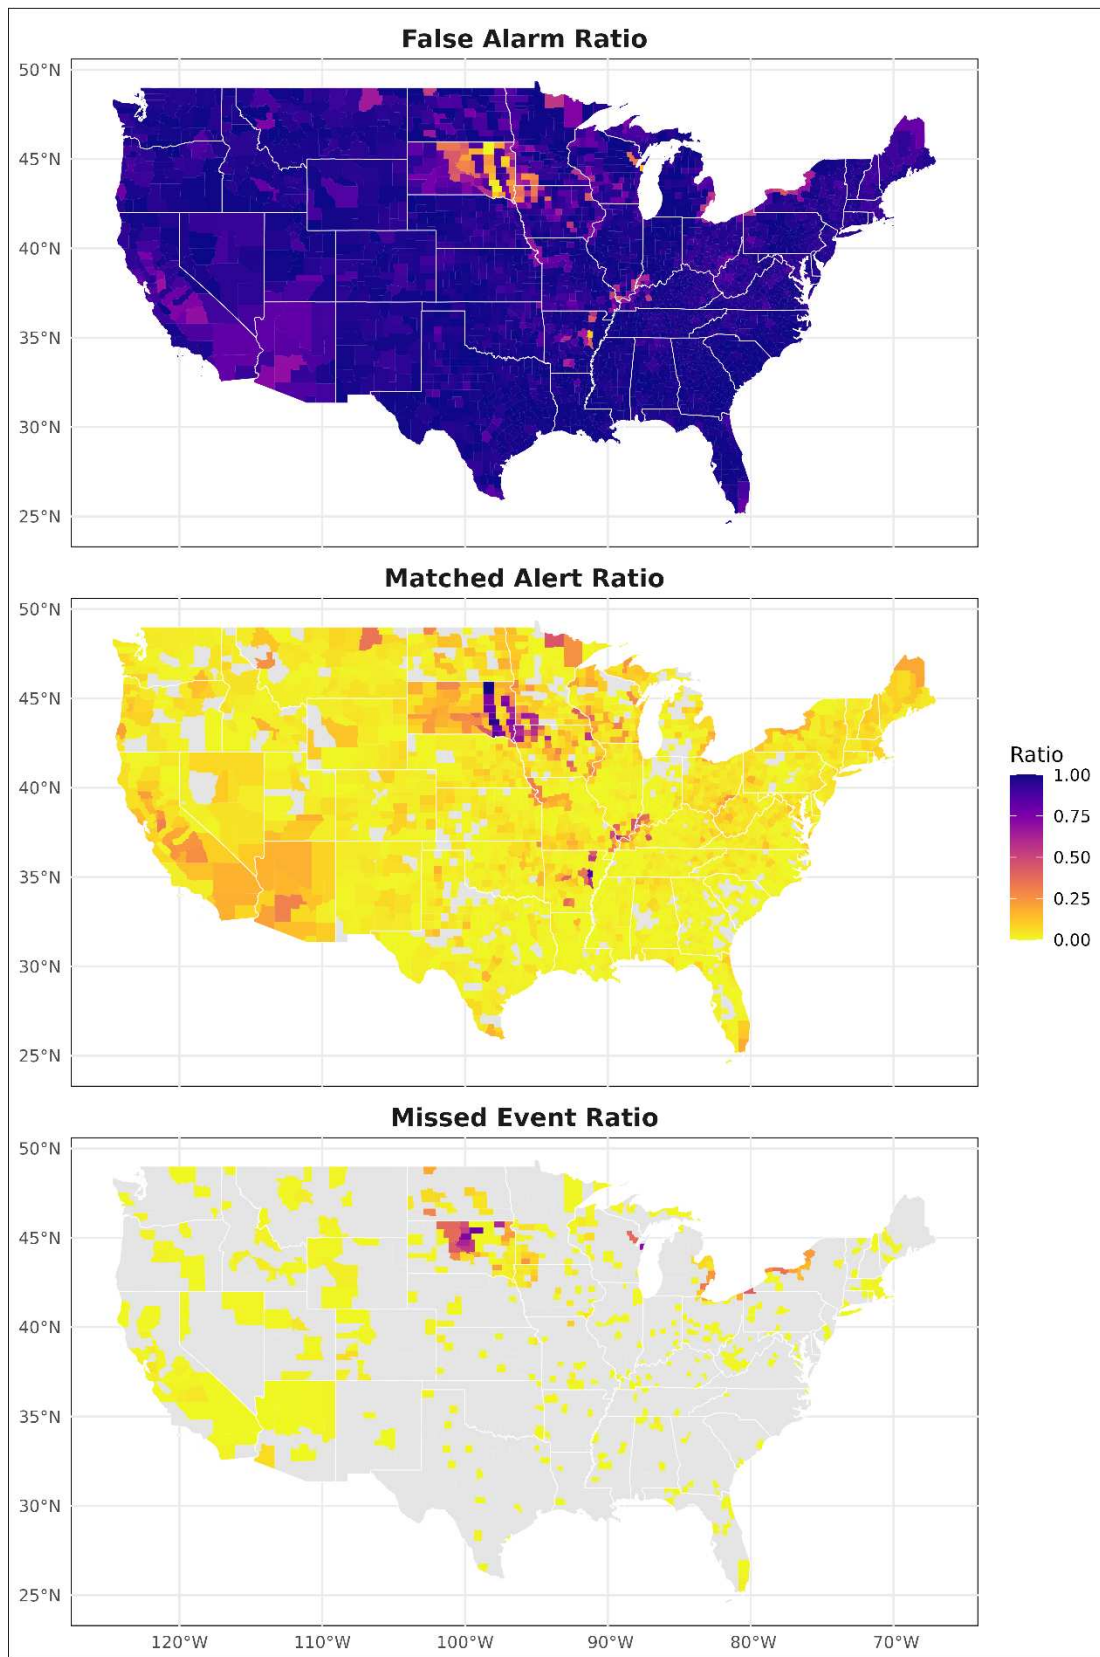 False Alarm Ratio
50°N
45°N
40°N
35°N
30°N
25°N
Matched Alert Ratio
50°N
45°N
40°N
35°N
30°N
25°N
Ratio
1.00
0.75
0.50
0.25
0.00
Missed Event Ratio
50°N
45°N
40°N
35°N
30°N
25°N
120°W 110°W 100°W 90°W 80°W 70°W